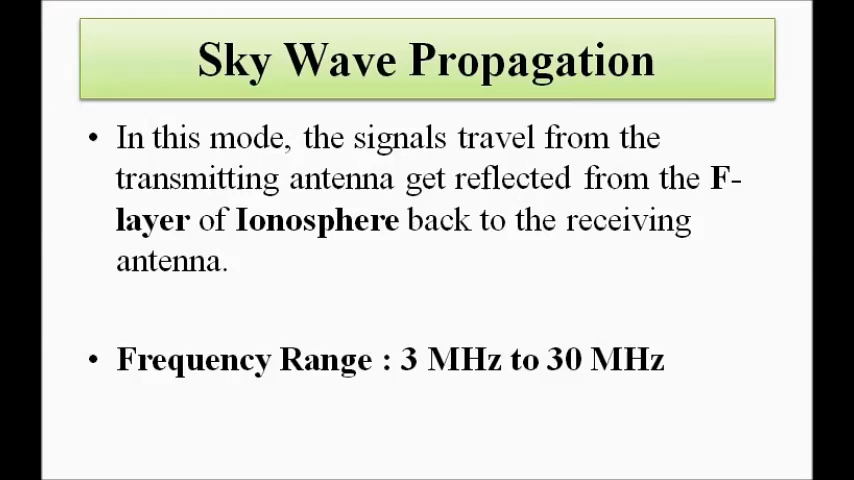 Sky Wave Propagation
• In this mode, the signals travel from the
transmitting antenna get reflected from the F-
layer of Ionosphere back to the receiving
antenna.
• Frequency Range : 3 MHz to 30 MHz